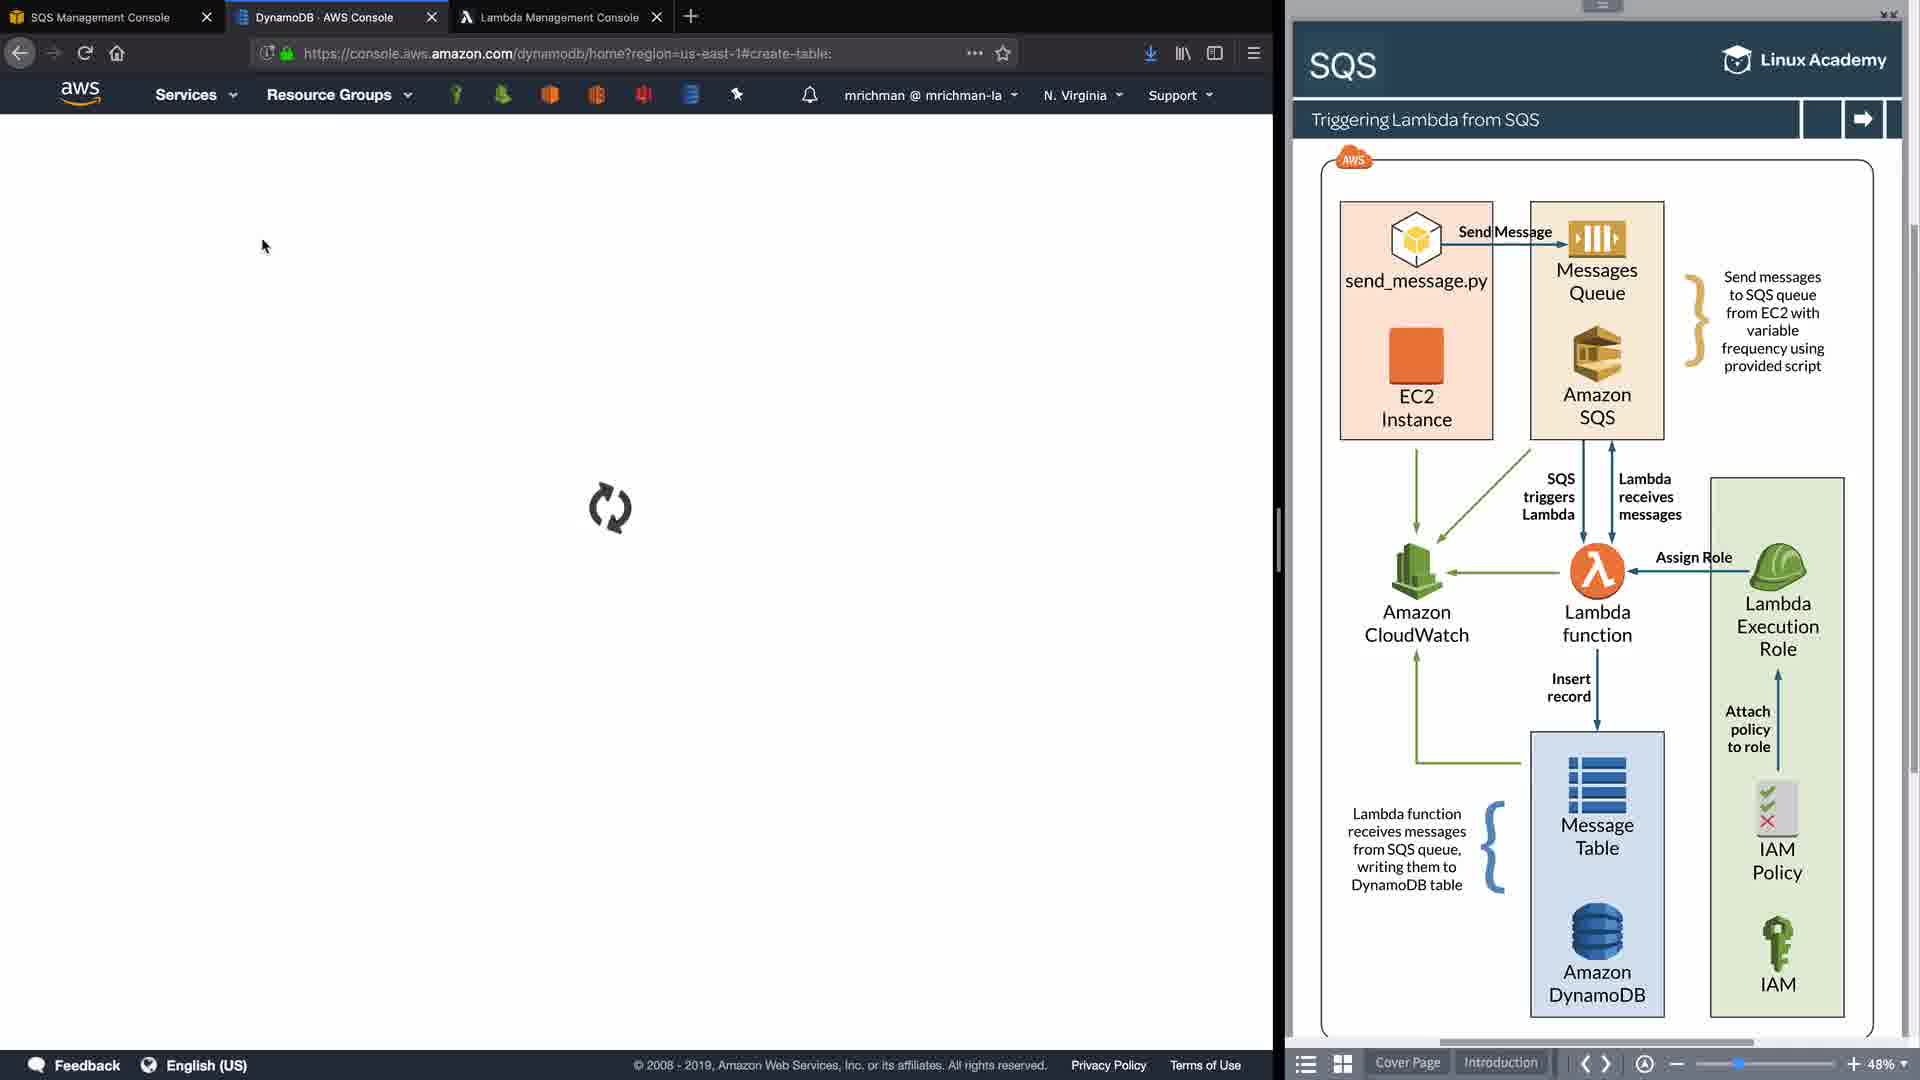 SQS Management Console
DynamoDB · AWS Console
Lambda Management Console
https://console.aws.amazon.com/dynamodb/home?region=us-east-1#create-table:
aws
Services
Resource Groups
mrichman @ mrichman-la
N. Virginia
Support
Feedback
English (US)
© 2008 - 2019, Amazon Web Services, Inc. or its affiliates. All rights reserved.
Privacy Policy
Terms of Use
SQS
Linux Academy
Triggering Lambda from SQS
AWS
Send Message
send_message.py
Messages
Queue
EC2
Instance
Amazon
SQS
Send messages
to SQS queue
from EC2 with
variable
frequency using
provided script
SQS
triggers
Lambda
Lambda
receives
messages
Assign Role
Amazon
CloudWatch
Lambda
function
Lambda
Execution
Role
Insert
record
Attach
policy
to role
Message
Table
Lambda function
receives messages
from SQS queue,
writing them to
DynamoDB table
IAM
Policy
Amazon
DynamoDB
IAM
Cover Page
Introduction
48%